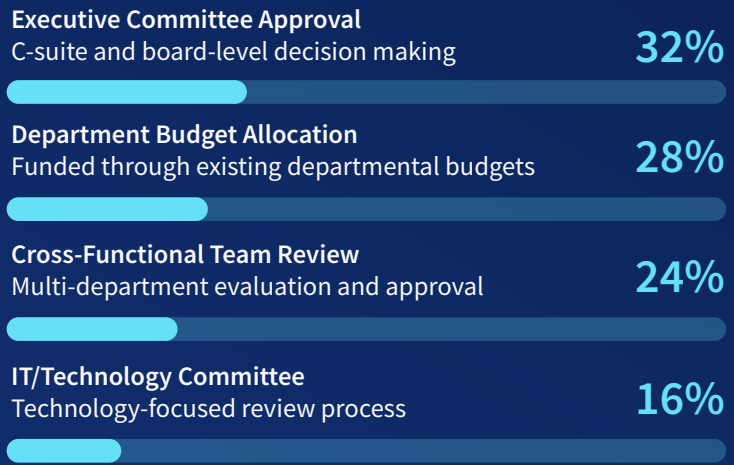 Executive Committee Approval
C-suite and board-level decision making
32%
Department Budget Allocation
Funded through existing departmental budgets
28%
Cross-Functional Team Review
Multi-department evaluation and approval
24%
IT/Technology Committee
Technology-focused review process
16%